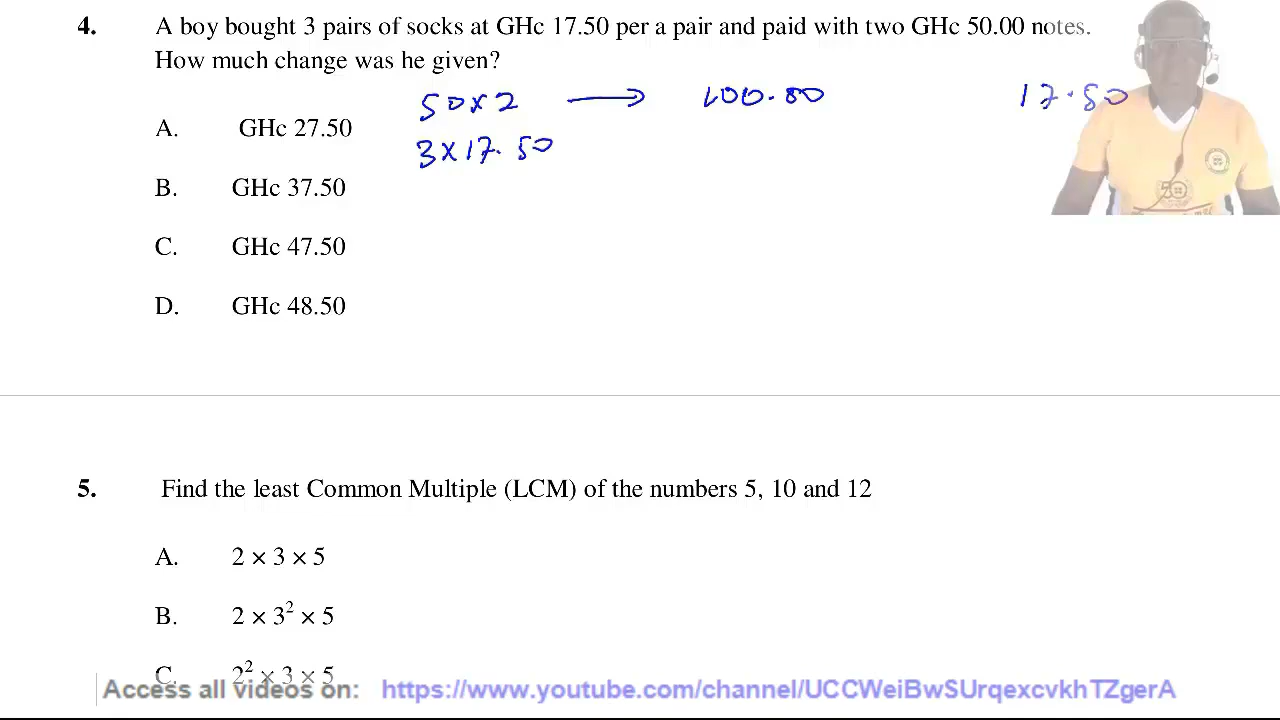 4. A boy bought 3 pairs of socks at GHc 17.50 per a pair and paid with two GHc 50.00 notes.
How much change was he given?
50 x 2 → 100.00 17.50
3 x 17.50
A. GHc 27.50
B. GHc 37.50
C. GHc 47.50
D. GHc 48.50
5. Find the least Common Multiple (LCM) of the numbers 5, 10 and 12
A. 2 × 3 × 5
B. 2 × 3² × 5
C. 2² × 3 × 5
Access all videos on: https://www.youtube.com/channel/UCCWeiBwSUrqexcvkhTZgerA